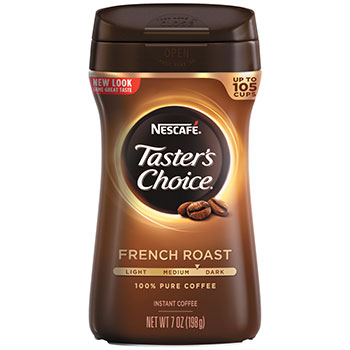 OPEN
NEW LOOK
SAME GREAT TASTE
UP TO
105
CUPS
NESCAFÉ®
Taster's
Choice®
FRENCH ROAST
LIGHT MEDIUM DARK
100% PURE COFFEE
INSTANT COFFEE
NET WT 7 OZ (198g)